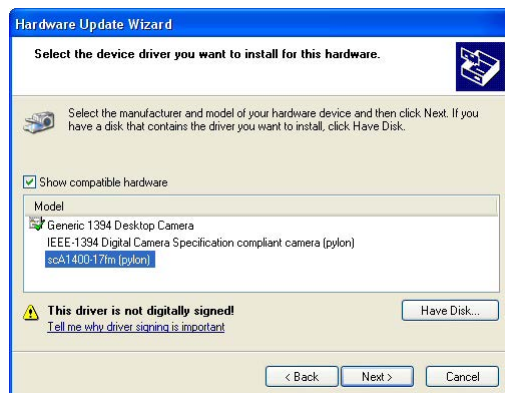 Hardware Update Wizard
Select the device driver you want to install for this hardware.
Select the manufacturer and model of your hardware device and then click Next. If you
have a disk that contains the driver you want to install, click Have Disk.
Show compatible hardware
Model
Generic 1394 Desktop Camera
IEEE-1394 Digital Camera Specification compliant camera (pylon)
scA1400-17fm (pylon)
This driver is not digitally signed!
Tell me why driver signing is important
Have Disk...
< Back
Next >
Cancel